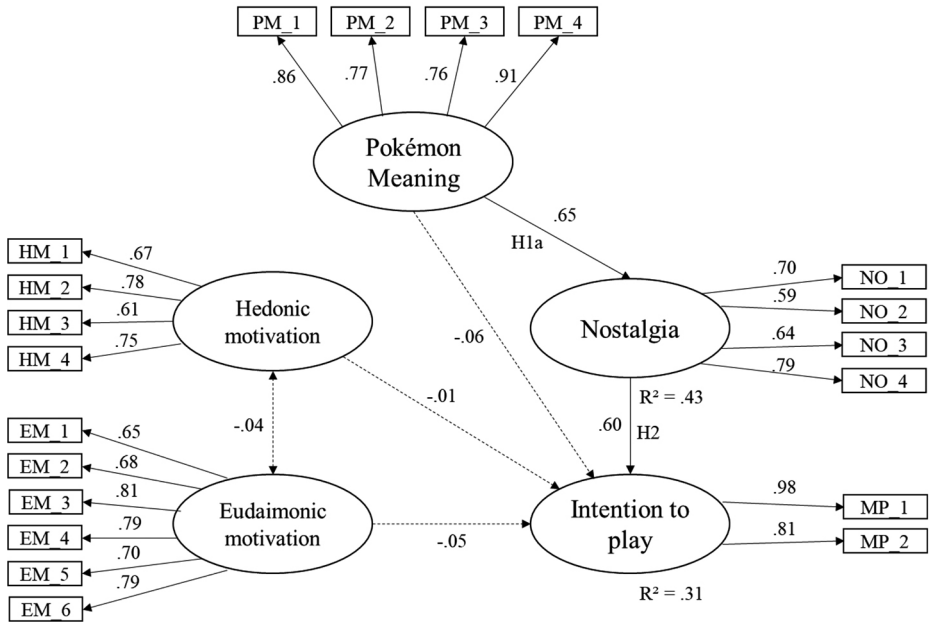 PM_1
PM_2
PM_3
PM_4
.86
.77
.76
.91
Pokémon
Meaning
.65
H1a
HM_1
HM_2
HM_3
HM_4
.67
.78
.61
.75
Hedonic
motivation
-.06
Nostalgia
.70
.59
.64
.79
NO_1
NO_2
NO_3
NO_4
R² = .43
-.01
-.04
.60
H2
EM_1
EM_2
EM_3
EM_4
EM_5
EM_6
.65
.68
.81
.79
.70
.79
Eudaimonic
motivation
-.05
Intention to
play
.98
.81
MP_1
MP_2
R² = .31